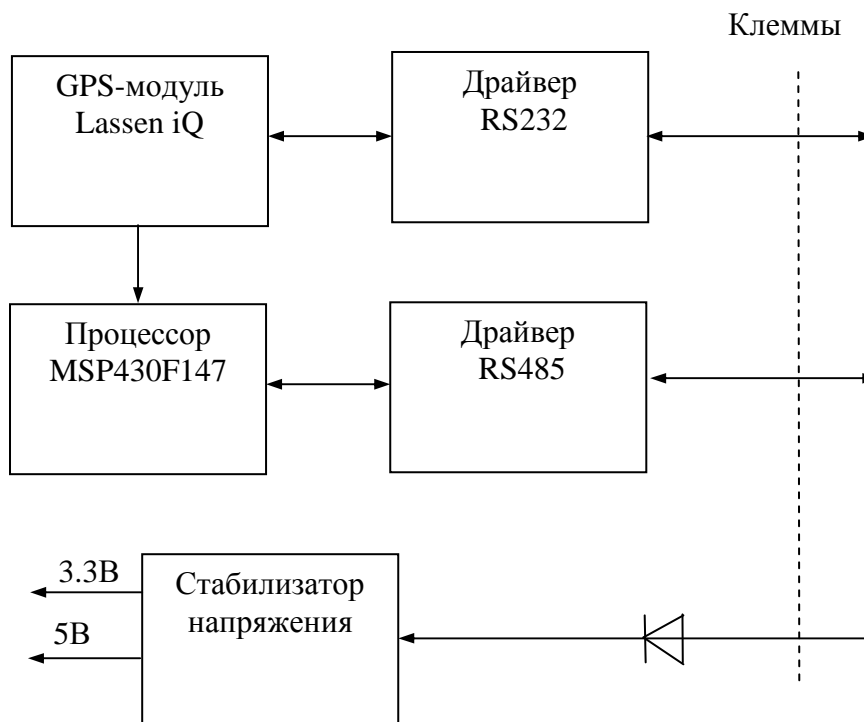 Клеммы
GPS-модуль
Lassen iQ
Драйвер
RS232
Процессор
MSP430F147
Драйвер
RS485
3.3В
5В
Стабилизатор
напряжения